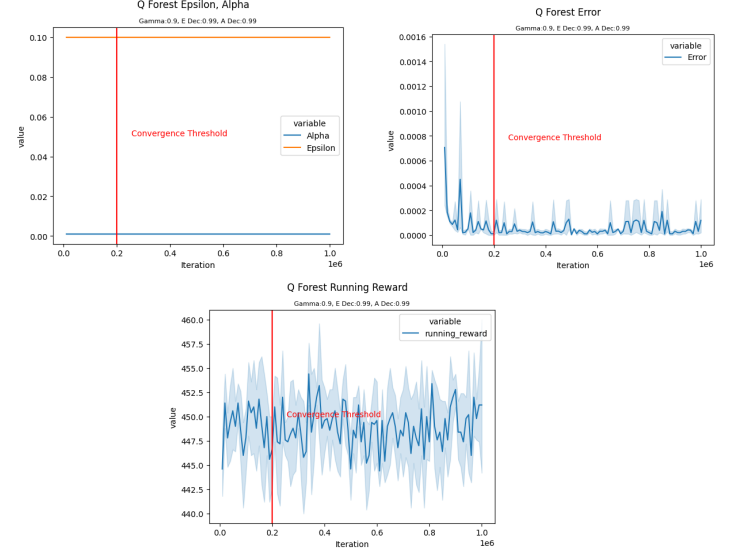 Q Forest Epsilon, Alpha
Gamma:0.9, E Dec:0.99, A Dec:0.99
0.10
0.08
0.06
0.04
0.02
0.00
value
Convergence Threshold
variable
Alpha
Epsilon
0.0
0.2
0.4
0.6
0.8
1.0
Iteration
1e6
Q Forest Error
Gamma:0.9, E Dec:0.99, A Dec:0.99
0.0016
0.0014
0.0012
0.0010
0.0008
0.0006
0.0004
0.0002
0.0000
value
Convergence Threshold
variable
Error
0.0
0.2
0.4
0.6
0.8
1.0
Iteration
1e6
Q Forest Running Reward
Gamma:0.9, E Dec:0.99, A Dec:0.99
460.0
457.5
455.0
452.5
450.0
447.5
445.0
442.5
440.0
value
Convergence Threshold
variable
running_reward
0.0
0.2
0.4
0.6
0.8
1.0
Iteration
1e6